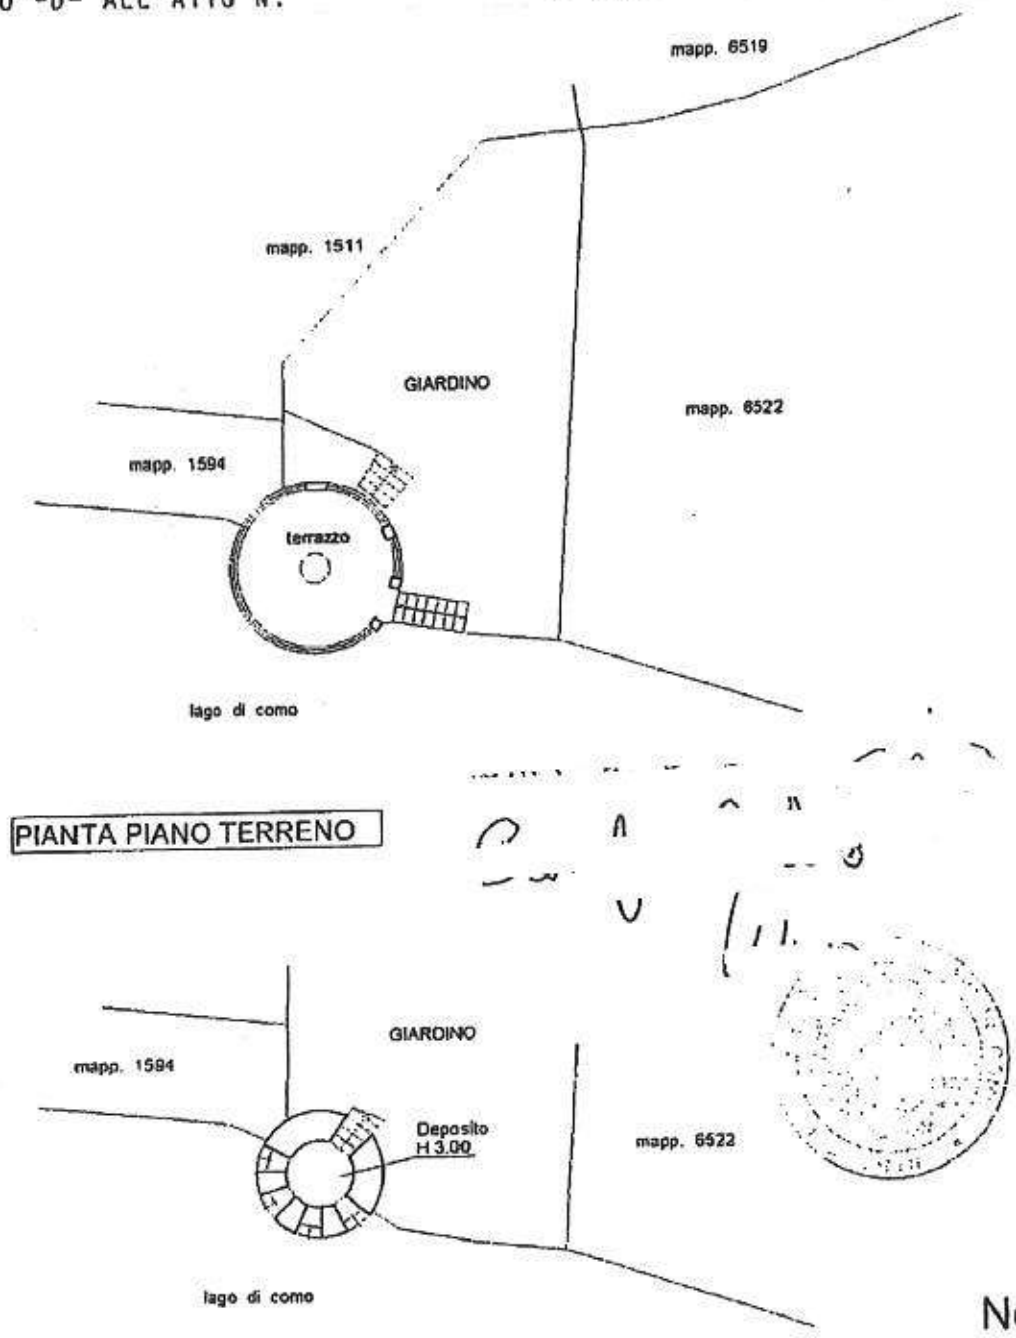 -D- ALL'ATTO N.
mapp. 6519
mapp. 1511
GIARDINO
mapp. 6522
mapp. 1594
terrazzo
lago di como
PIANTA PIANO TERRENO
GIARDINO
mapp. 1594
Deposito
H 3.00
mapp. 6522
lago di como